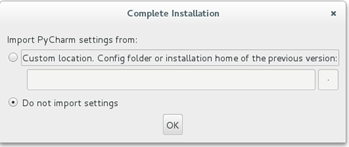 Complete Installation
Import PyCharm settings from:
Custom location. Config folder or installation home of the previous version:
Do not import settings
OK